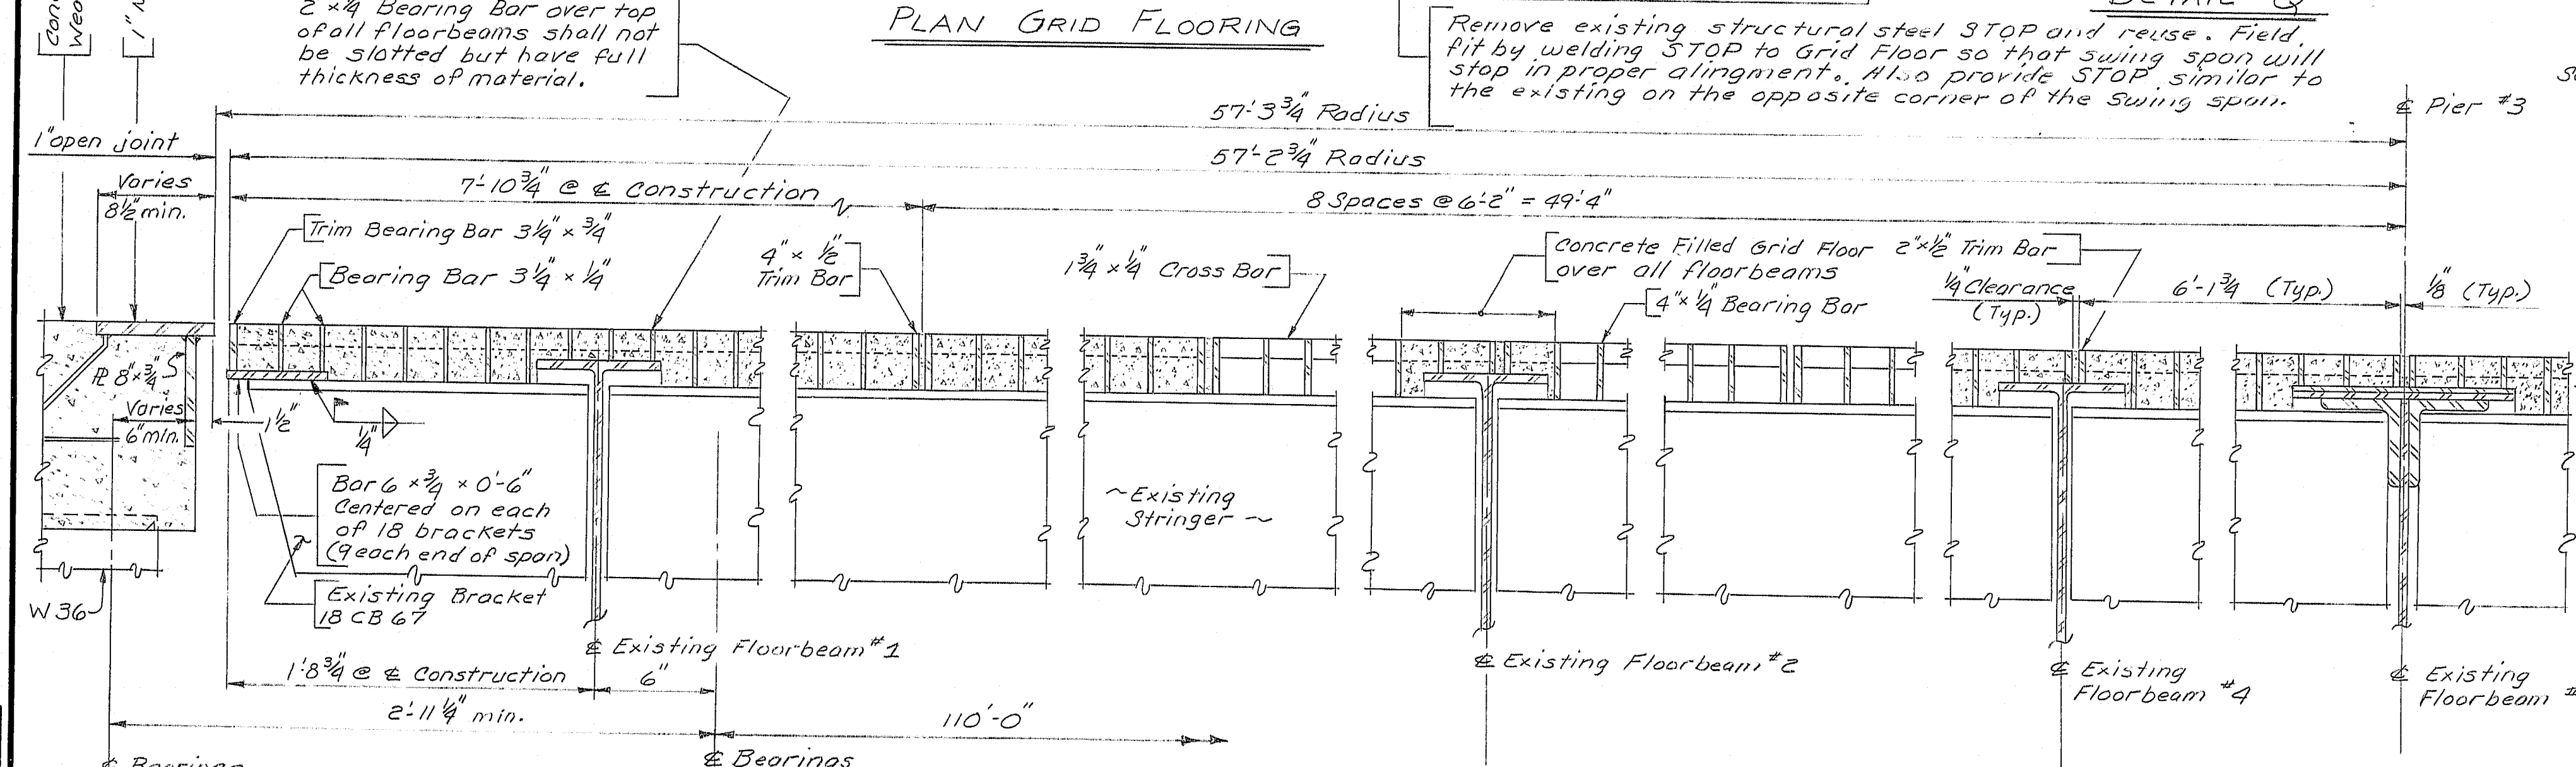 Conc
Wea
1" N
2 x ¼ Bearing Bar over top
of all floorbeams shall not
be slotted but have full
thickness of material.
PLAN GRID FLOORING
DETAIL Q
Remove existing structural steel STOP and reuse. Field
fit by welding STOP to Grid Floor so that swing span will
stop in proper alingment. Also provide STOP similar to
the existing on the opposite corner of the Swing span.
℄ Pier #3
57'-3¾" Radius
1" open joint
57'-2¾" Radius
Varies
8½" min.
7'-10¾" @ ℄ Construction
8 Spaces @ 6'-2" = 49'-4"
Trim Bearing Bar 3¼" x ¾"
Bearing Bar 3¼" x ¼"
4" x ½"
Trim Bar
1¾" x ¼" Cross Bar
Concrete Filled Grid Floor
over all floorbeams
2"x½" Trim Bar
4"x¼" Bearing Bar
¼" Clearance
(Typ.)
6'-1¾ (Typ.)
⅛" (Typ.)
℔ 8"x¾"
Varies
6" min.
1½"
¼"
Bar 6 x ¾ x 0'-6"
Centered on each
of 18 brackets
(9 each end of span)
~Existing
Stringer~
W 36
Existing Bracket
18 CB 67
℄ Existing Floorbeam #1
℄ Existing Floorbeam #2
℄ Existing
Floorbeam #4
℄ Existing
Floorbeam #
1'-8¾" @ ℄ Construction
6"
2'-11¼" min.
110'-0"
℄ Bearings
℄ Bearings